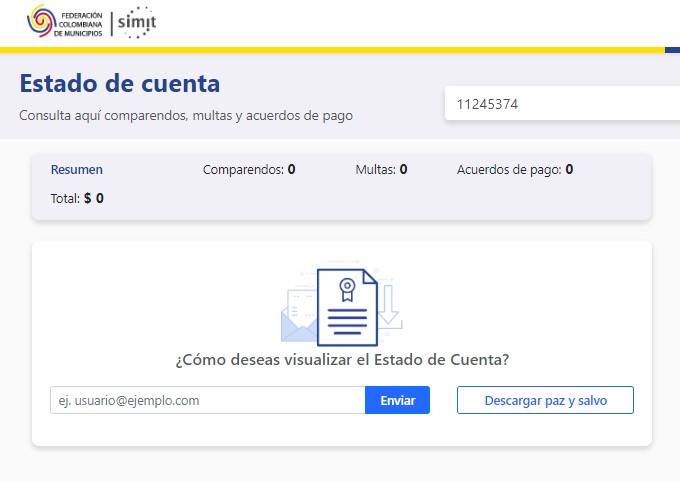 FEDERACIÓN
COLOMBIANA
DE MUNICIPIOS
simit
Estado de cuenta
Consulta aquí comparendos, multas y acuerdos de pago
11245374
Resumen Comparendos: 0 Multas: 0 Acuerdos de pago: 0
Total: $ 0
¿Cómo deseas visualizar el Estado de Cuenta?
ej. usuario@ejemplo.com Enviar Descargar paz y salvo